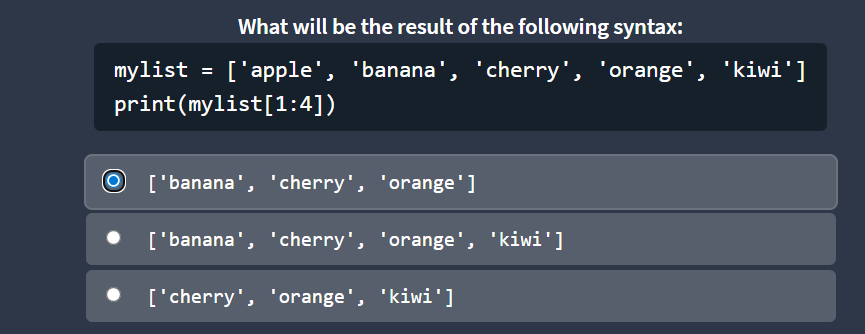 What will be the result of the following syntax:
mylist = ['apple', 'banana', 'cherry', 'orange', 'kiwi']
print(mylist[1:4])
['banana', 'cherry', 'orange']
['banana', 'cherry', 'orange', 'kiwi']
['cherry', 'orange', 'kiwi']